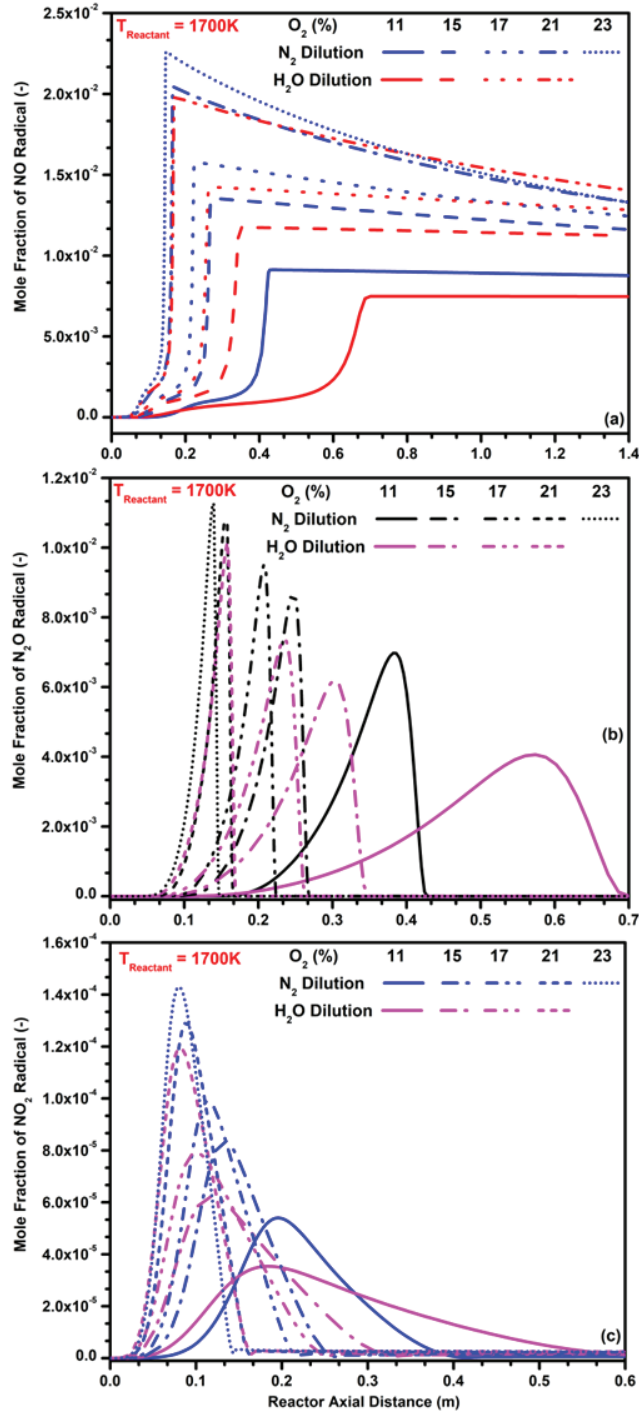 T_Reactant = 1700K O₂ (%) 11 15 17 21 23
N₂ Dilution
H₂O Dilution
Mole Fraction of NO Radical (-)
2.5x10⁻²
2.0x10⁻²
1.5x10⁻²
1.0x10⁻²
5.0x10⁻³
0.0
(a)
0.0 0.2 0.4 0.6 0.8 1.0 1.2 1.4
T_Reactant = 1700K O₂ (%) 11 15 17 21 23
N₂ Dilution
H₂O Dilution
Mole Fraction of N₂O Radical (-)
1.2x10⁻²
1.0x10⁻²
8.0x10⁻³
6.0x10⁻³
4.0x10⁻³
2.0x10⁻³
0.0
(b)
0.0 0.1 0.2 0.3 0.4 0.5 0.6 0.7
T_Reactant = 1700K O₂ (%) 11 15 17 21 23
N₂ Dilution
H₂O Dilution
Mole Fraction of NO₂ Radical (-)
1.6x10⁻⁴
1.4x10⁻⁴
1.2x10⁻⁴
1.0x10⁻⁴
8.0x10⁻⁵
6.0x10⁻⁵
4.0x10⁻⁵
2.0x10⁻⁵
0.0
(c)
0.0 0.1 0.2 0.3 0.4 0.5 0.6
Reactor Axial Distance (m)